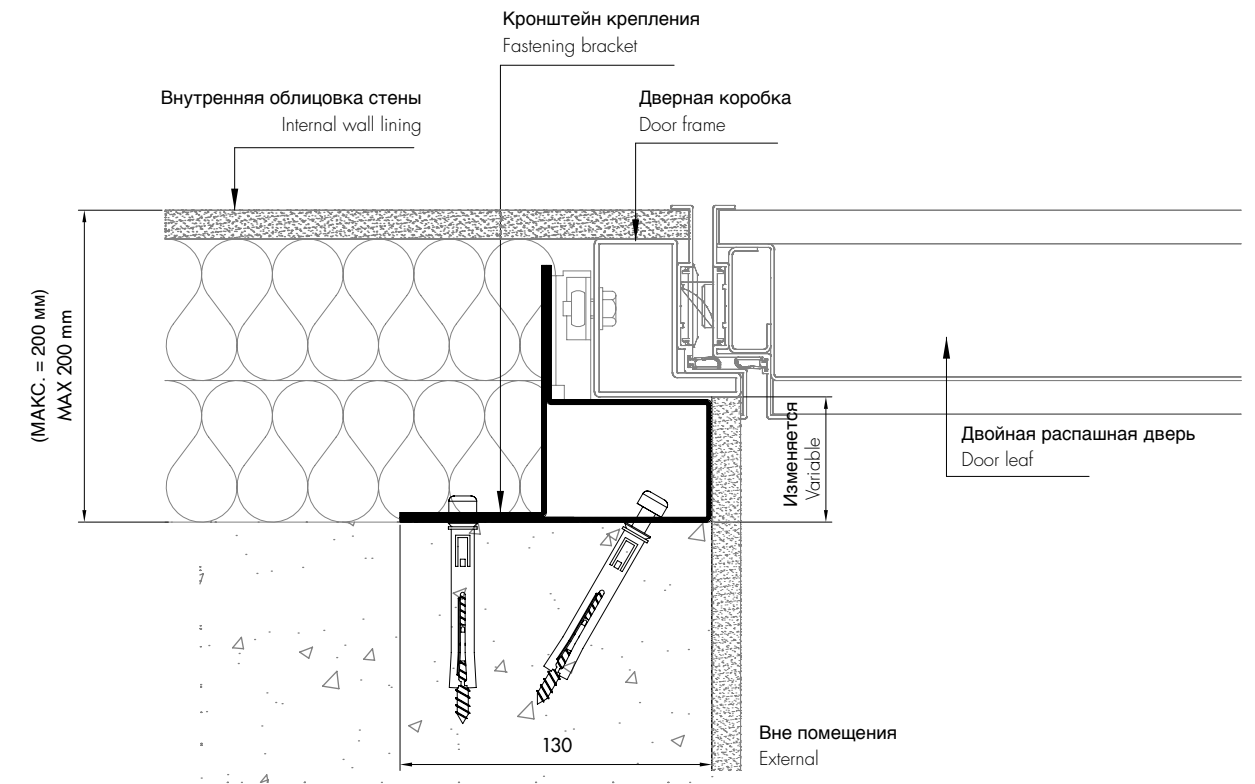 Кронштейн крепления
Fastening bracket
Внутренняя облицовка стены
Internal wall lining
Дверная коробка
Door frame
(МАКС. = 200 мм)
MAX 200 mm
Изменяется
Variable
Двойная распашная дверь
Door leaf
130
Вне помещения
External